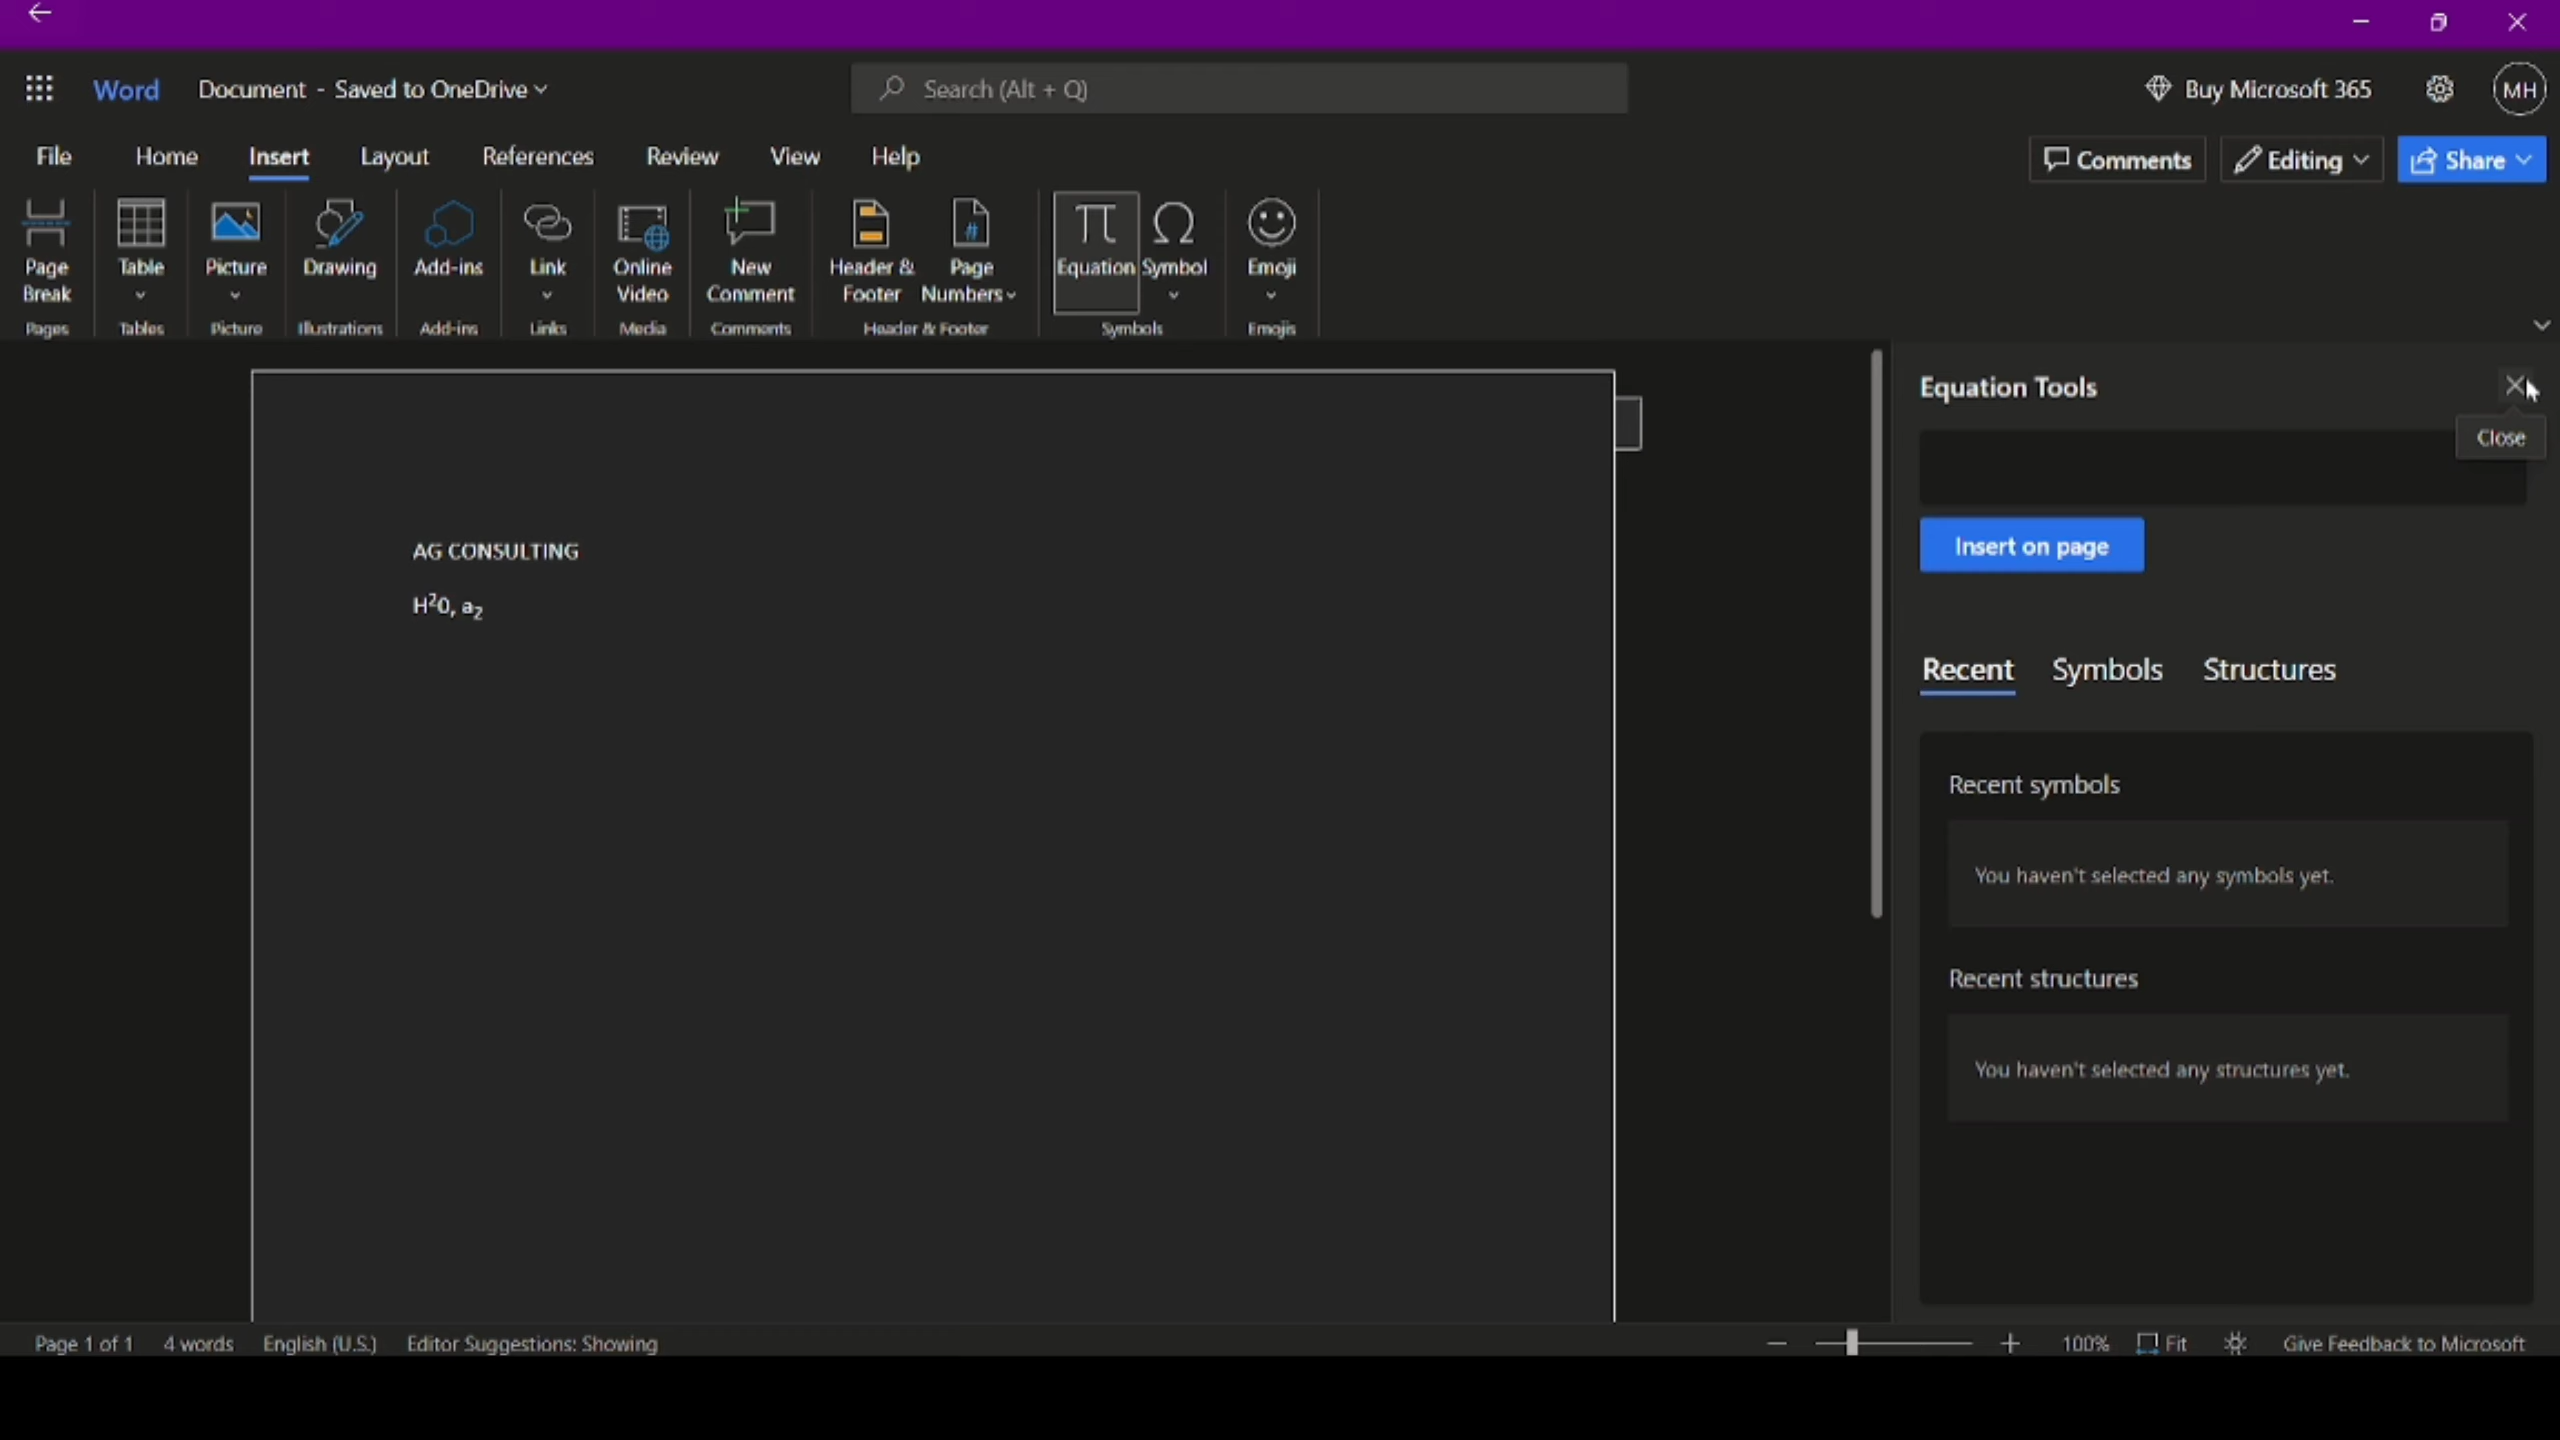 Word Document - Saved to OneDrive Search (Alt + Q) Buy Microsoft 365 MH
File Home Insert Layout References Review View Help Comments Editing Share
Page Break Table Picture Drawing Add-ins Link Online Video New Comment Header & Footer Page # Numbers Equation Symbol Emoji
Pages Tables Picture Illustrations Add-ins Links Media Comments Header & Footer Symbols Emojis
Equation Tools
Close
Insert on page
AG CONSULTING
H²0, a₂
Recent Symbols Structures
Recent symbols
You haven't selected any symbols yet.
Recent structures
You haven't selected any structures yet.
Page 1 of 1 4 words English (U.S.) Editor Suggestions: Showing 100% Fit Give Feedback to Microsoft